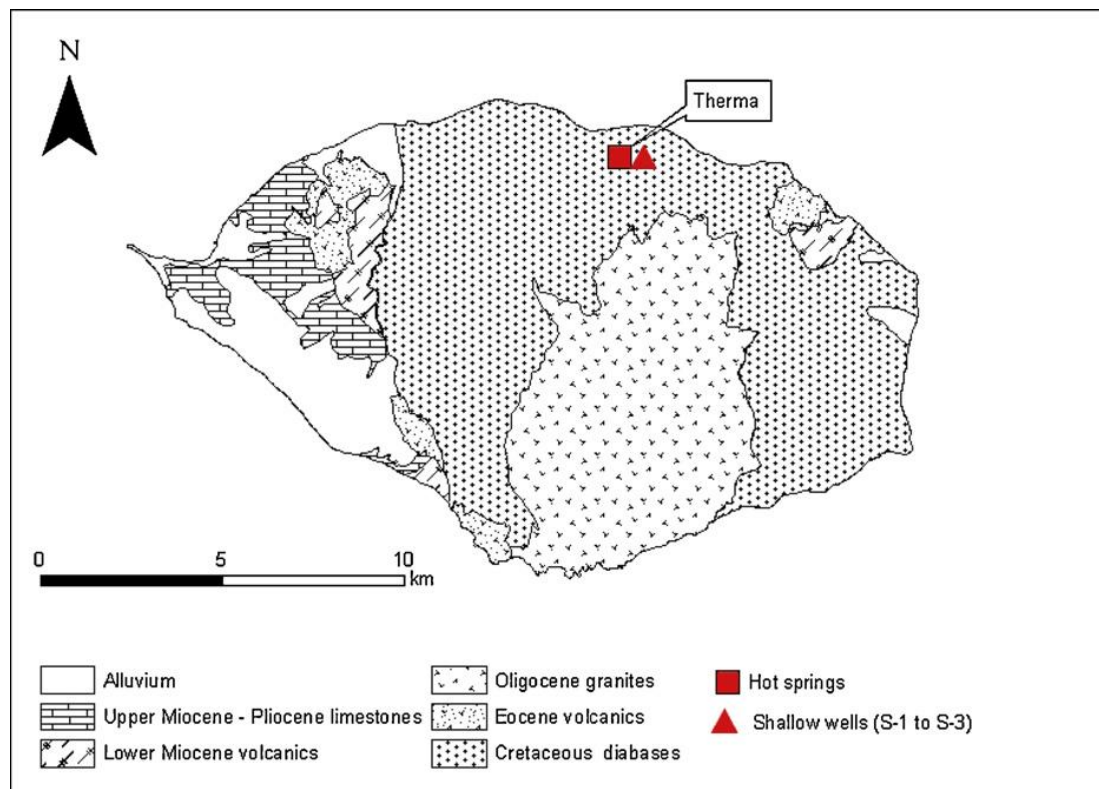 N
Therma
0 5 10
km
Alluvium
Upper Miocene - Pliocene limestones
Lower Miocene volcanics
Oligocene granites
Eocene volcanics
Cretaceous diabases
Hot springs
Shallow wells (S-1 to S-3)